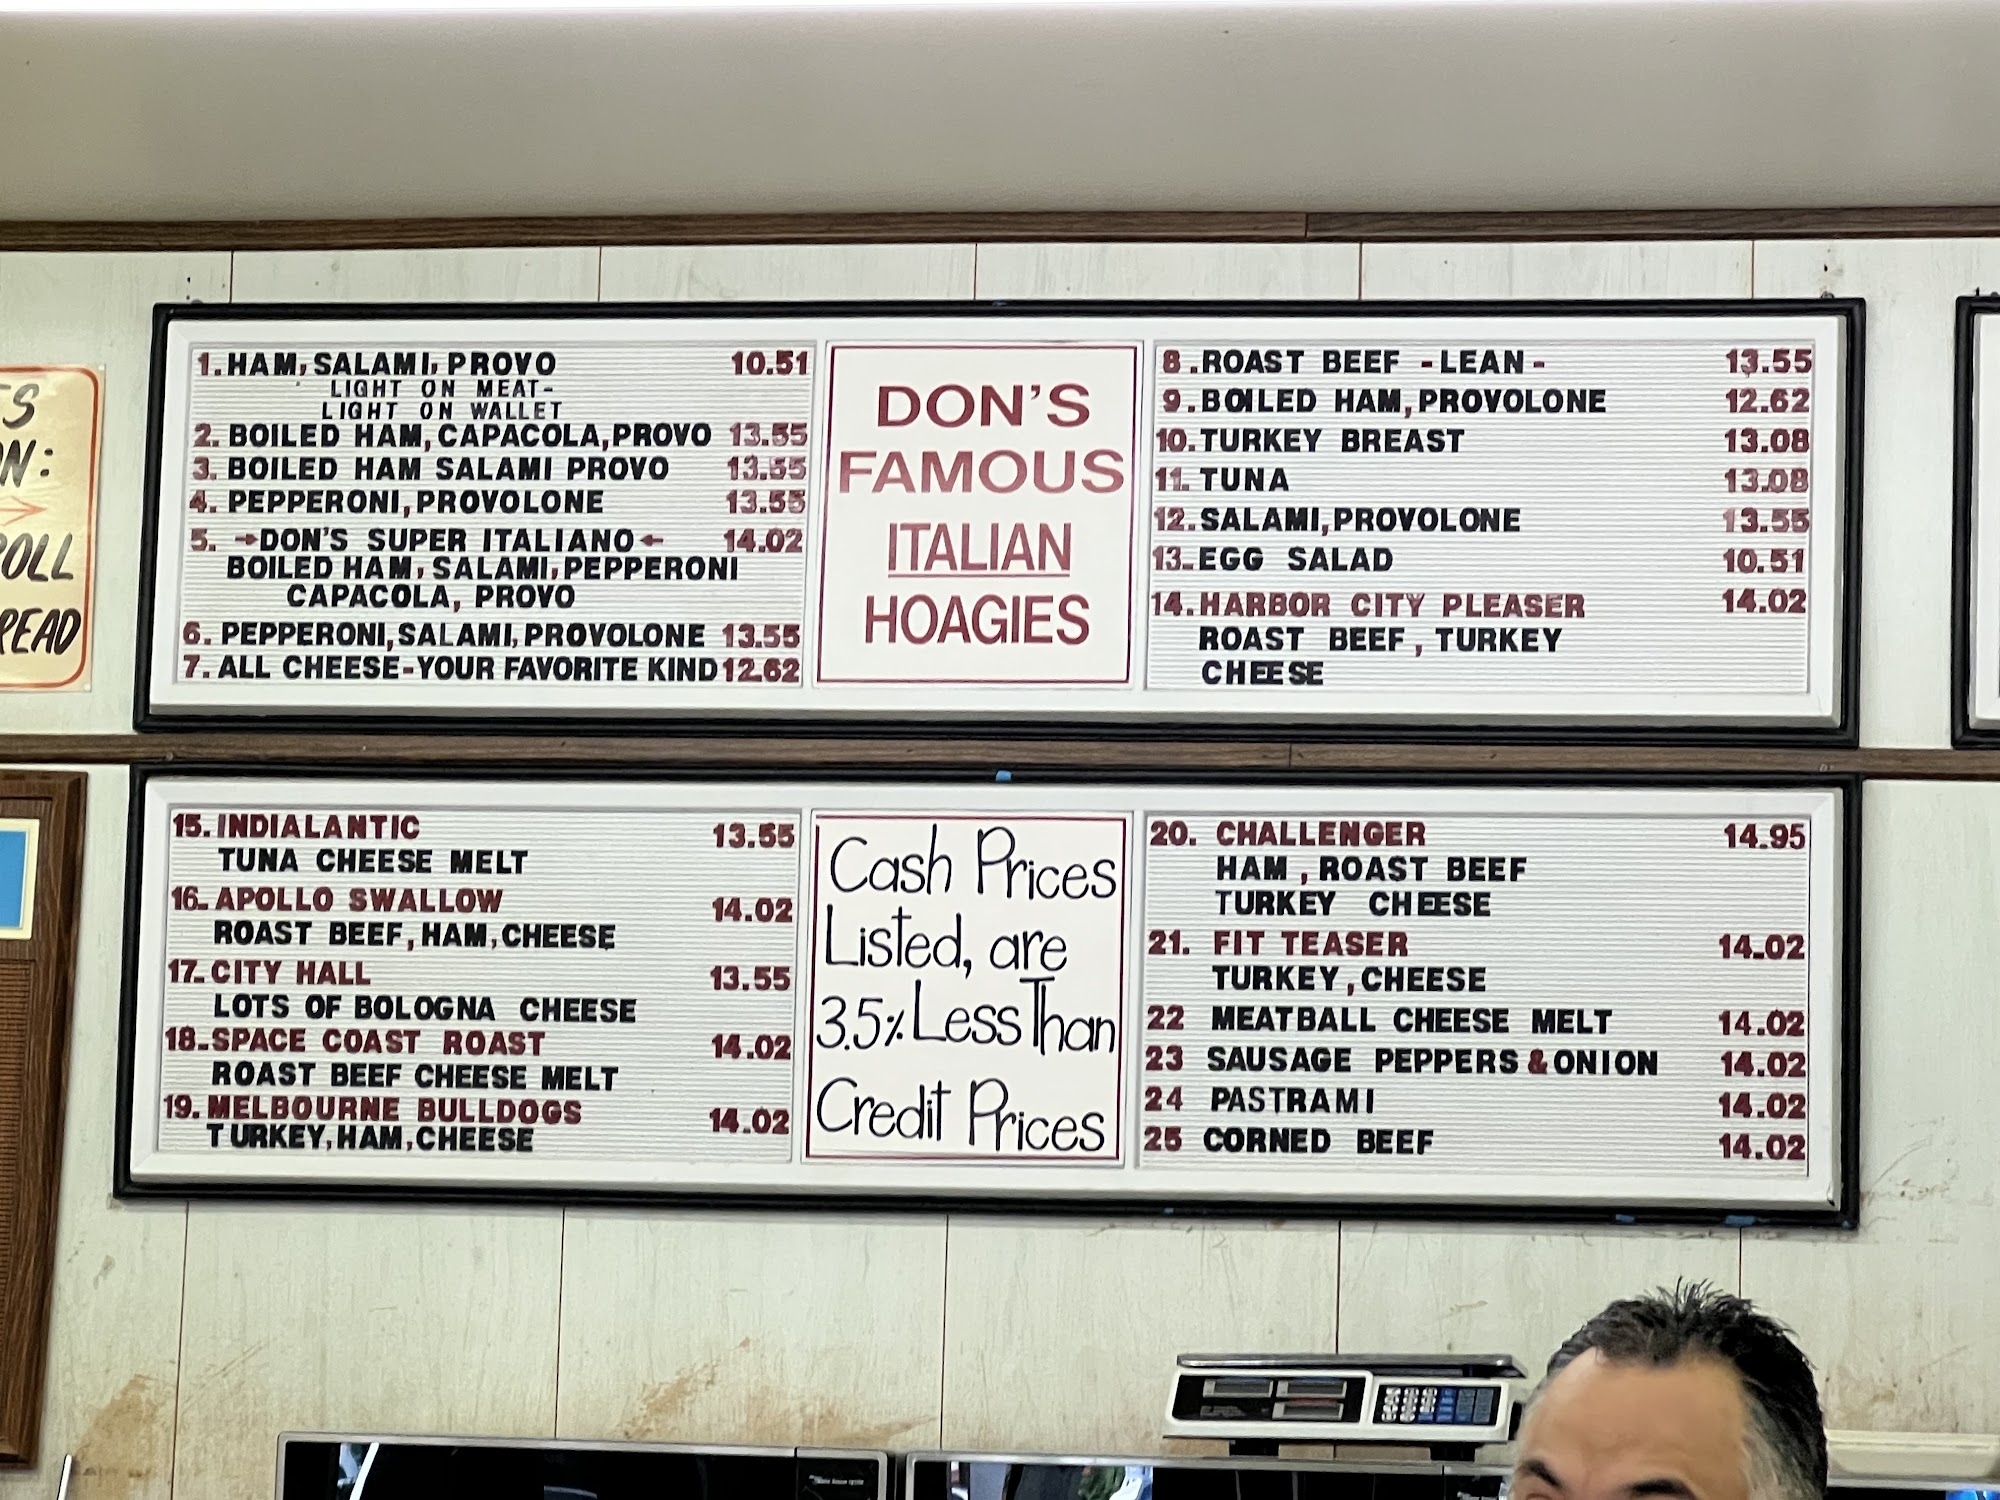 TS
ON:
ROLL
READ
1. HAM, SALAMI, PROVO 10.51
LIGHT ON MEAT-
LIGHT ON WALLET
2. BOILED HAM, CAPACOLA, PROVO 13.55
3. BOILED HAM SALAMI PROVO 13.55
4. PEPPERONI, PROVOLONE 13.55
5. →DON'S SUPER ITALIANO← 14.02
BOILED HAM, SALAMI, PEPPERONI
CAPACOLA, PROVO
6. PEPPERONI, SALAMI, PROVOLONE 13.55
7. ALL CHEESE-YOUR FAVORITE KIND 12.62
DON'S
FAMOUS
ITALIAN
HOAGIES
8. ROAST BEEF -LEAN- 13.55
9. BOILED HAM, PROVOLONE 12.62
10. TURKEY BREAST 13.08
11. TUNA 13.08
12. SALAMI, PROVOLONE 13.55
13. EGG SALAD 10.51
14. HARBOR CITY PLEASER 14.02
ROAST BEEF, TURKEY
CHEESE
15. INDIALANTIC 13.55
TUNA CHEESE MELT
16. APOLLO SWALLOW 14.02
ROAST BEEF, HAM, CHEESE
17. CITY HALL 13.55
LOTS OF BOLOGNA CHEESE
18. SPACE COAST ROAST 14.02
ROAST BEEF CHEESE MELT
19. MELBOURNE BULLDOGS 14.02
TURKEY, HAM, CHEESE
Cash Prices
Listed, are
3.5% Less Than
Credit Prices
20. CHALLENGER 14.95
HAM, ROAST BEEF
TURKEY CHEESE
21. FIT TEASER 14.02
TURKEY, CHEESE
22 MEATBALL CHEESE MELT 14.02
23 SAUSAGE PEPPERS & ONION 14.02
24 PASTRAMI 14.02
25 CORNED BEEF 14.02